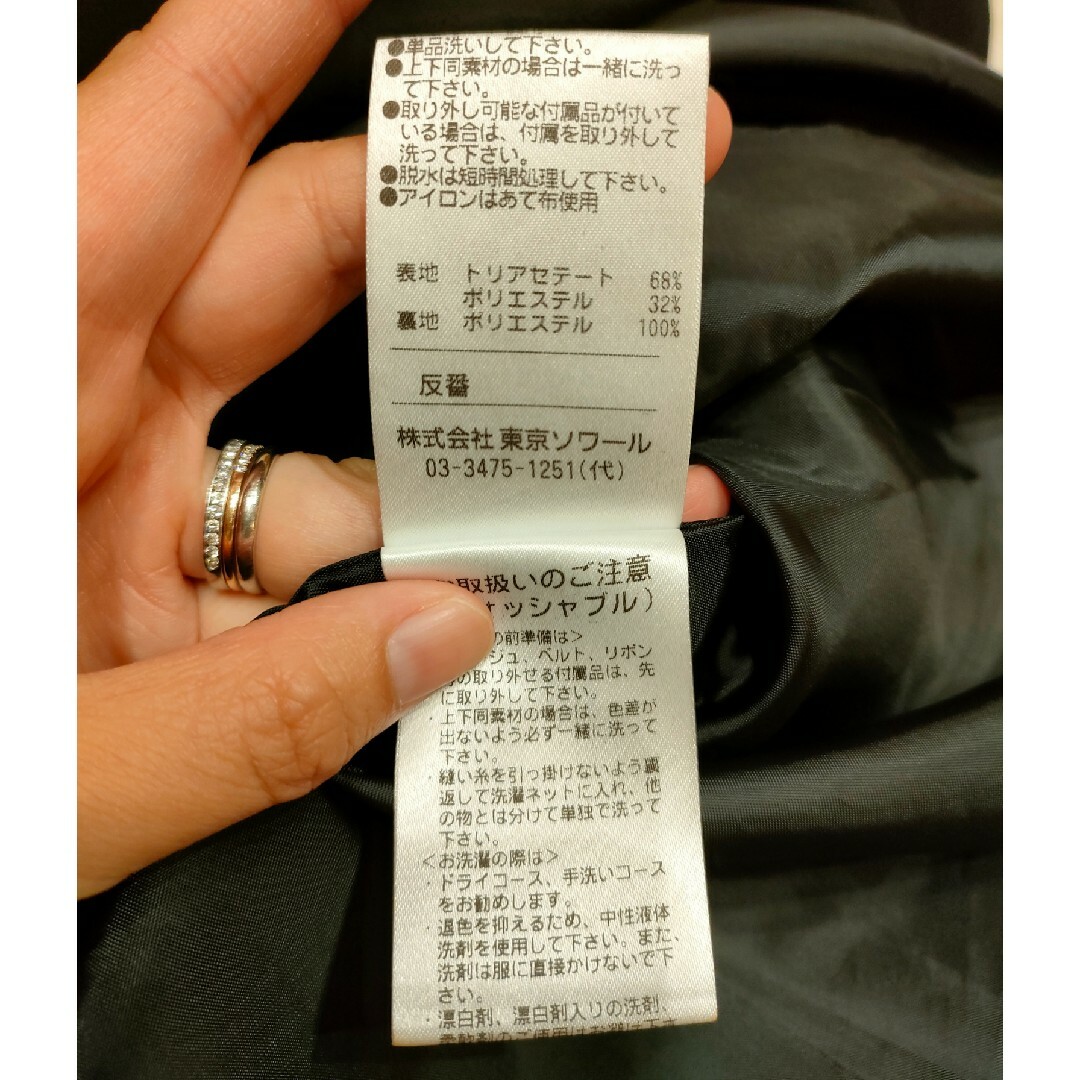 ●単品洗いして下さい。
●上下同素材の場合は一緒に洗っ
て下さい。
●取り外し可能な付属品が付いて
いる場合は、付属を取り外して
洗って下さい。
●脱水は短時間処理して下さい。
●アイロンはあて布使用
表地 トリアセテート 68%
ポリエステル 32%
裏地 ポリエステル 100%
反番
株式会社 東京ソワール
03-3475-1251(代)
取扱いのご注意
ッシャブル)
の前準備は>
ジュ、ベルト、リボン
の取り外せる付属品は、先
に取り外して下さい。
・上下同素材の場合は、色差が
出ないよう必ず一緒に洗って
下さい。
・縫い糸を引っ掛けないよう裏
返して洗濯ネットに入れ、他
の物とは分けて単独で洗って
下さい。
<お洗濯の際は>
・ドライコース、手洗いコース
をお勧めします。
・退色を抑えるため、中性液体
洗剤を使用して下さい。また、
洗剤は服に直接かけないで下
さい。
・漂白剤、漂白剤入りの洗剤、